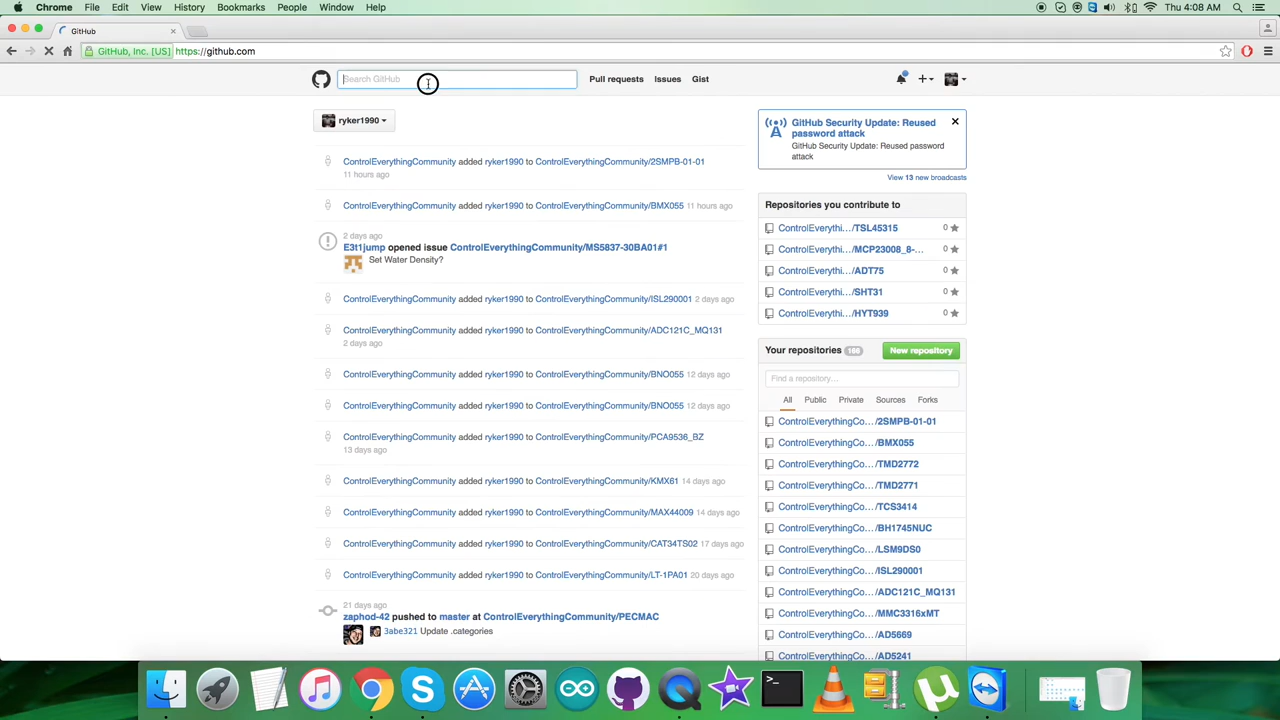 Chrome File Edit View History Bookmarks People Window Help Thu 4:08 AM
GitHub
GitHub, Inc. [US] https://github.com
Search GitHub Pull requests Issues Gist
ryker1990
ControlEverythingCommunity added ryker1990 to ControlEverythingCommunity/2SMPB-01-01
11 hours ago
ControlEverythingCommunity added ryker1990 to ControlEverythingCommunity/BMX055 11 hours ago
2 days ago
E3t1jump opened issue ControlEverythingCommunity/MS5837-30BA01#1
Set Water Density?
ControlEverythingCommunity added ryker1990 to ControlEverythingCommunity/ISL290001 2 days ago
ControlEverythingCommunity added ryker1990 to ControlEverythingCommunity/ADC121C_MQ131
2 days ago
ControlEverythingCommunity added ryker1990 to ControlEverythingCommunity/BNO055 12 days ago
ControlEverythingCommunity added ryker1990 to ControlEverythingCommunity/BNO055 12 days ago
ControlEverythingCommunity added ryker1990 to ControlEverythingCommunity/PCA9536_BZ
13 days ago
ControlEverythingCommunity added ryker1990 to ControlEverythingCommunity/KMX61 14 days ago
ControlEverythingCommunity added ryker1990 to ControlEverythingCommunity/MAX44009 14 days ago
ControlEverythingCommunity added ryker1990 to ControlEverythingCommunity/CAT34TS02 17 days ago
ControlEverythingCommunity added ryker1990 to ControlEverythingCommunity/LT-1PA01 20 days ago
21 days ago
zaphod-42 pushed to master at ControlEverythingCommunity/PECMAC
3abe321 Update .categories
GitHub Security Update: Reused
password attack
GitHub Security Update: Reused password
attack
View 13 new broadcasts
Repositories you contribute to
ControlEverythi…/TSL45315 0
ControlEverythi…/MCP23008_8-… 0
ControlEverythi…/ADT75 0
ControlEverythi…/SHT31 0
ControlEverythi…/HYT939 0
Your repositories 186 New repository
Find a repository…
All Public Private Sources Forks
ControlEverythingCo…/2SMPB-01-01
ControlEverythingCo…/BMX055
ControlEverythingCo…/TMD2772
ControlEverythingCo…/TMD2771
ControlEverythingCo…/TCS3414
ControlEverythingCo…/BH1745NUC
ControlEverythingCo…/LSM9DS0
ControlEverythingCo…/ISL290001
ControlEverythingCo…/ADC121C_MQ131
ControlEverythingCo…/MMC3316xMT
ControlEverythingCo…/AD5669
ControlEverythingCo…/AD5241